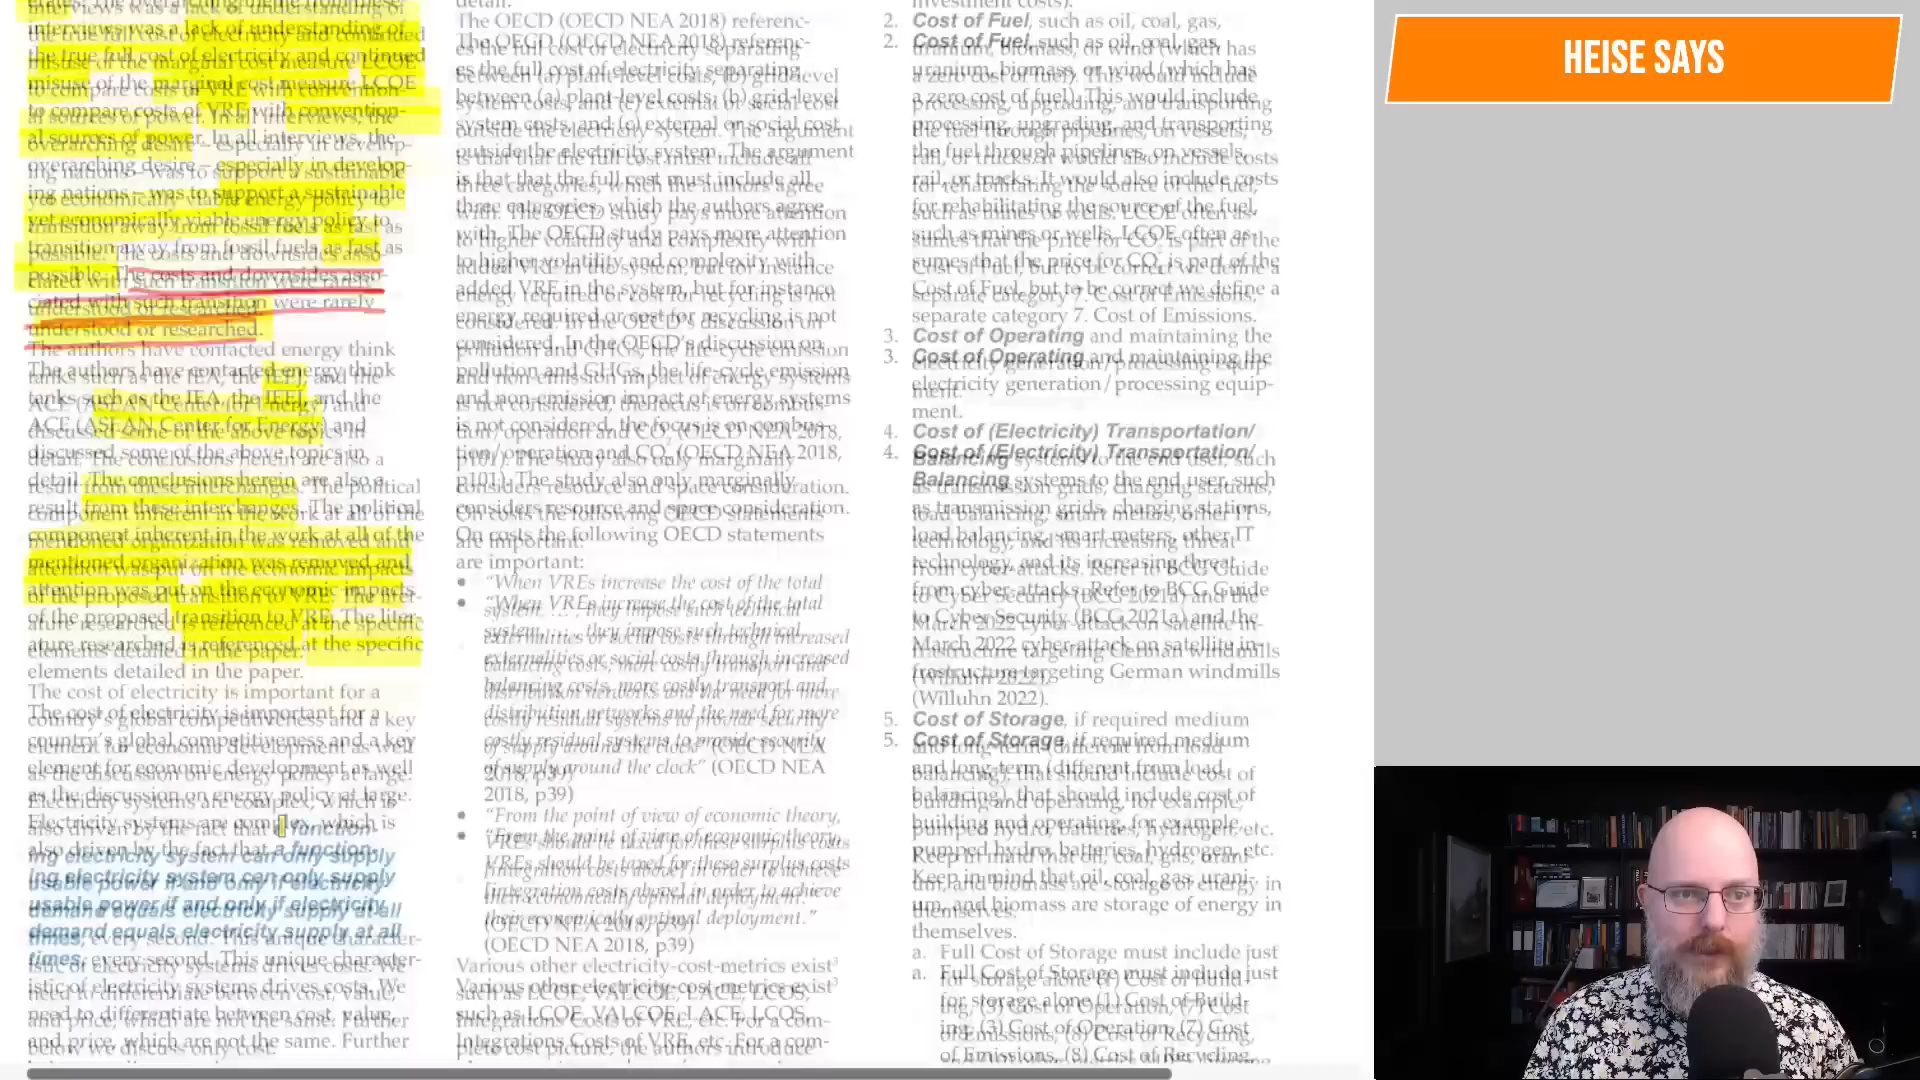 interviews was a lack of understanding of
the true full cost of electricity and continued
misuse of the marginal cost measure LCOE
to compare costs of VRE with convention-
al sources of power. In all interviews, the
overarching desire – especially in develop-
ing nations – was to support a sustainable
yet economically viable energy policy to
transition away from fossil fuels as fast as
possible. The costs and downsides asso-
ciated with such transition were rarely
understood or researched.
The authors have contacted energy think
tanks such as the IEA, the IEEJ, and the
ACE (ASEAN Center for Energy) and
discussed some of the above topics in
detail. The conclusions herein are also a
result from these interchanges. The political
component inherent in the work at all of the
mentioned organization was removed and
attention was put on the economic impacts
of the proposed transition to VRE. The liter-
ature researched is referenced at the specific
elements detailed in the paper.
The cost of electricity is important for a
country's global competitiveness and a key
element for economic development as well
as the discussion on energy policy at large.
Electricity systems are complex, which is
also driven by the fact that a function-
ing electricity system can only supply
usable power if and only if electricity
demand equals electricity supply at all
times, every second. This unique character-
istic of electricity systems drives costs. We
need to differentiate between cost, value,
and price, which are not the same. Further
below we discuss only cost.
detail.
The OECD (OECD NEA 2018) referenc-
es the full cost of electricity separating
between (a) plant-level costs, (b) grid-level
system costs, and (c) external or social cost
outside the electricity system. The argument
is that that the full cost must include all
three categories, which the authors agree
with. The OECD study pays more attention
to higher volatility and complexity with
added VRE in the system, but for instance
energy required or cost for recycling is not
considered. In the OECD's discussion on
pollution and GHGs, the life-cycle emission
and non-emission impact of energy systems
is not considered, the focus is on combus-
tion/operation and CO2 (OECD NEA 2018,
p101). The study also only marginally
considers resource and space consideration.
On costs the following OECD statements
are important:
• "When VREs increase the cost of the total
system, …, they impose such technical
externalities or social costs through increased
balancing costs, more costly transport and
distribution networks and the need for more
costly residual systems to provide security
of supply around the clock" (OECD NEA
2018, p39)
• "From the point of view of economic theory,
VREs should be taxed for these surplus costs
[integration costs above] in order to achieve
their economically optimal deployment."
(OECD NEA 2018, p39)
Various other electricity-cost-metrics exist3
such as LCOE, VALCOE, LACE, LCOS,
Integrations Costs of VRE, etc. For a com-
plete cost picture, the authors introduce
investment costs).
2. Cost of Fuel, such as oil, coal, gas,
uranium, biomass, or wind (which has
a zero cost of fuel). This would include
processing, upgrading, and transporting
the fuel through pipelines, on vessels,
rail, or trucks. It would also include costs
for rehabilitating the source of the fuel,
such as mines or wells. LCOE often as-
sumes that the price for CO2 is part of the
Cost of Fuel, but to be correct we define a
separate category 7. Cost of Emissions.
3. Cost of Operating and maintaining the
electricity generation/processing equip-
ment.
4. Cost of (Electricity) Transportation/
Balancing systems to the end user, such
as transmission grids, charging stations,
load balancing, smart meters, other IT
technology, and its increasing threat
from cyber-attacks. Refer to BCG Guide
to Cyber Security (BCG 2021a) and the
March 2022 cyber-attack on satellite in-
frastructure targeting German windmills
(Willuhn 2022).
5. Cost of Storage, if required medium
and long-term (different from load
balancing), that should include cost of
building and operating, for example,
pumped hydro, batteries, hydrogen, etc.
Keep in mind that oil, coal, gas, urani-
um, and biomass are storage of energy in
themselves.
a. Full Cost of Storage must include just
for storage alone (1) Cost of Build-
ing, (3) Cost of Operation, (7) Cost
of Emissions, (8) Cost of Recycling,
HEISE SAYS